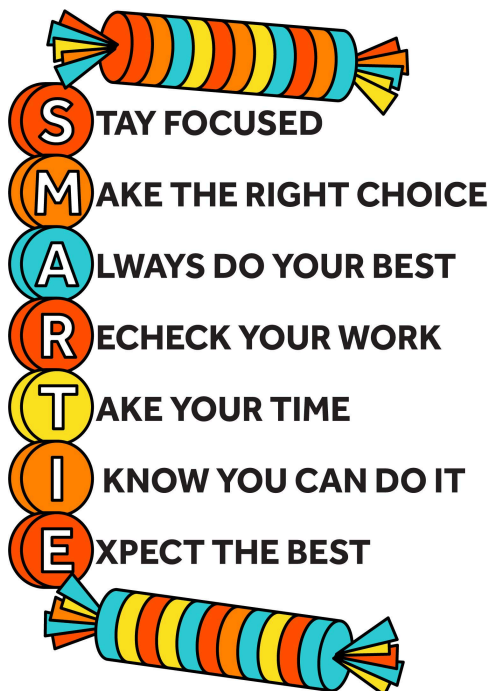 STAY FOCUSED
MAKE THE RIGHT CHOICE
ALWAYS DO YOUR BEST
RECHECK YOUR WORK
TAKE YOUR TIME
I KNOW YOU CAN DO IT
EXPECT THE BEST